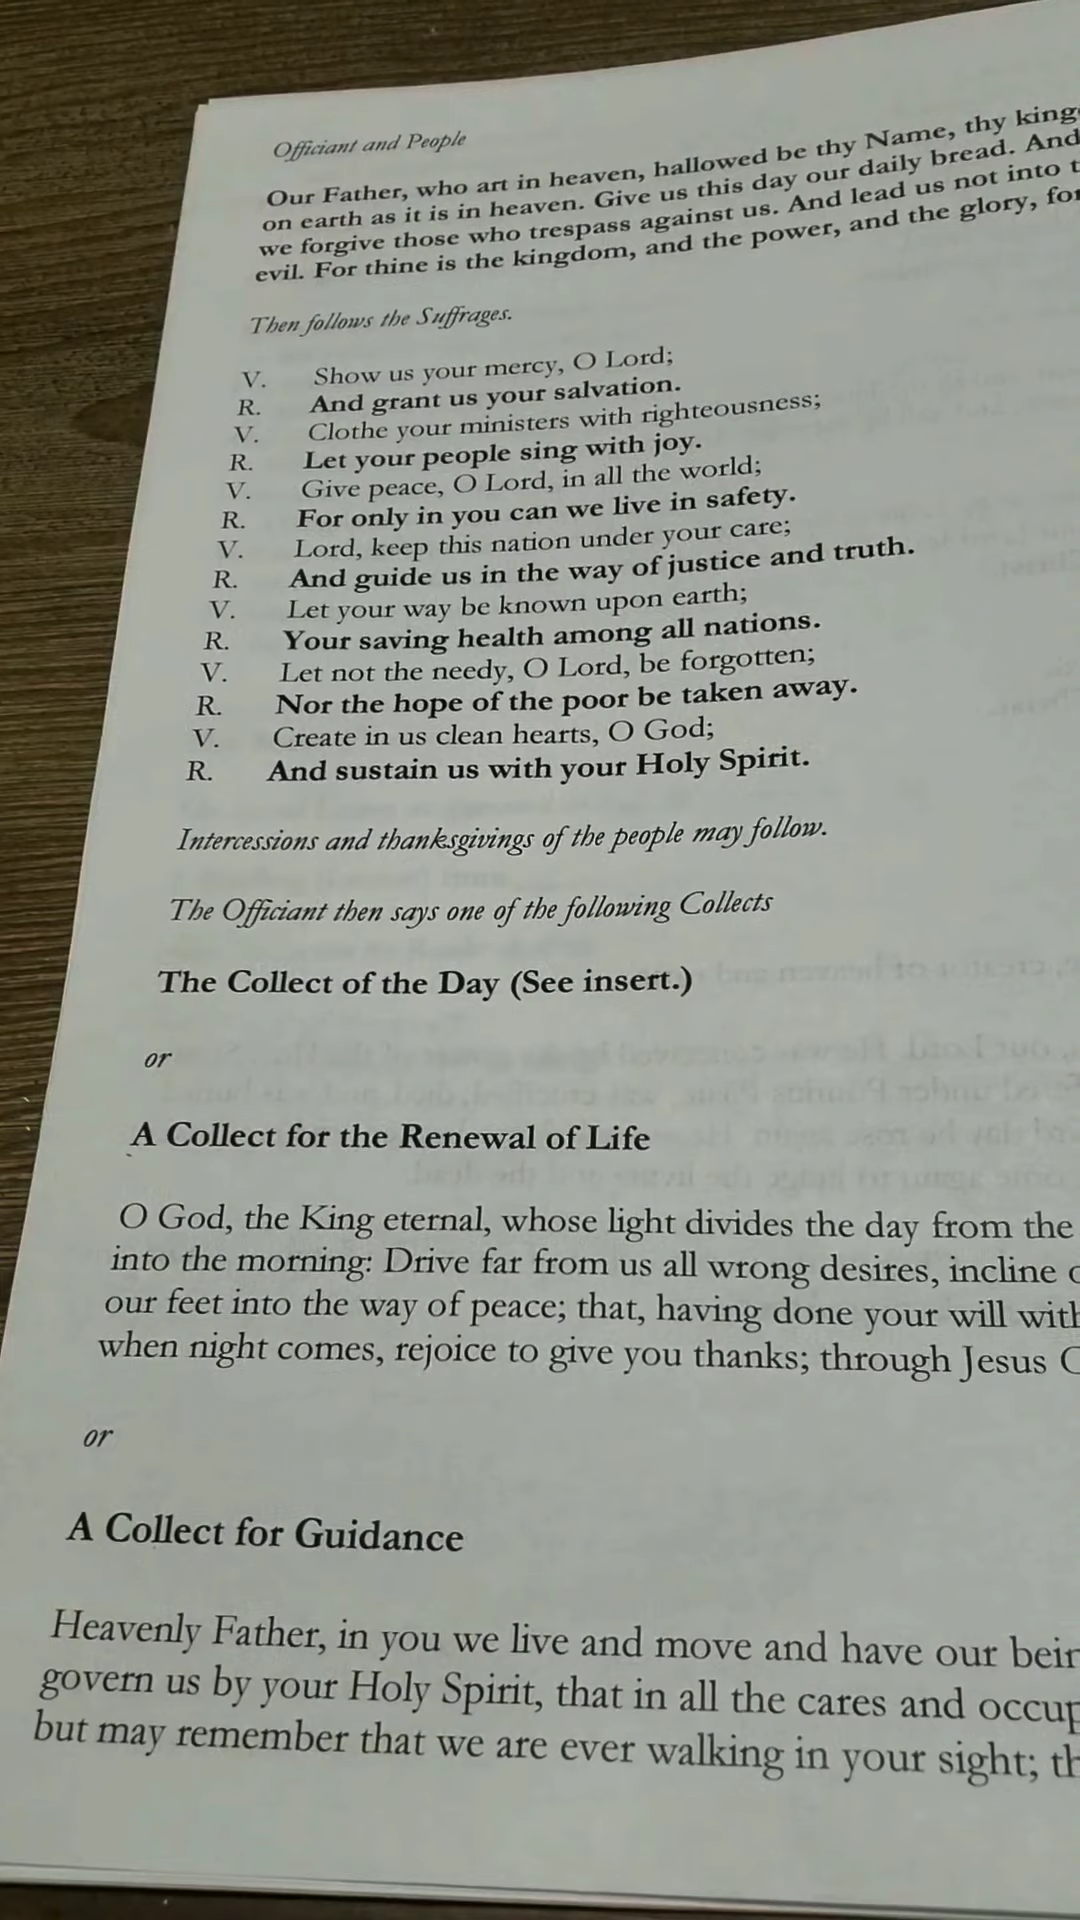 Officiant and People
Our Father, who art in heaven, hallowed be thy Name, thy king
on earth as it is in heaven. Give us this day our daily bread. And
we forgive those who trespass against us. And lead us not into t
evil. For thine is the kingdom, and the power, and the glory, for
Then follows the Suffrages.
V. Show us your mercy, O Lord;
R. And grant us your salvation.
V. Clothe your ministers with righteousness;
R. Let your people sing with joy.
V. Give peace, O Lord, in all the world;
R. For only in you can we live in safety.
V. Lord, keep this nation under your care;
R. And guide us in the way of justice and truth.
V. Let your way be known upon earth;
R. Your saving health among all nations.
V. Let not the needy, O Lord, be forgotten;
R. Nor the hope of the poor be taken away.
V. Create in us clean hearts, O God;
R. And sustain us with your Holy Spirit.
Intercessions and thanksgivings of the people may follow.
The Officiant then says one of the following Collects
The Collect of the Day (See insert.)
or
A Collect for the Renewal of Life
O God, the King eternal, whose light divides the day from the
into the morning: Drive far from us all wrong desires, incline
our feet into the way of peace; that, having done your will with
when night comes, rejoice to give you thanks; through Jesus C
or
A Collect for Guidance
Heavenly Father, in you we live and move and have our bein
govern us by your Holy Spirit, that in all the cares and occup
but may remember that we are ever walking in your sight; th